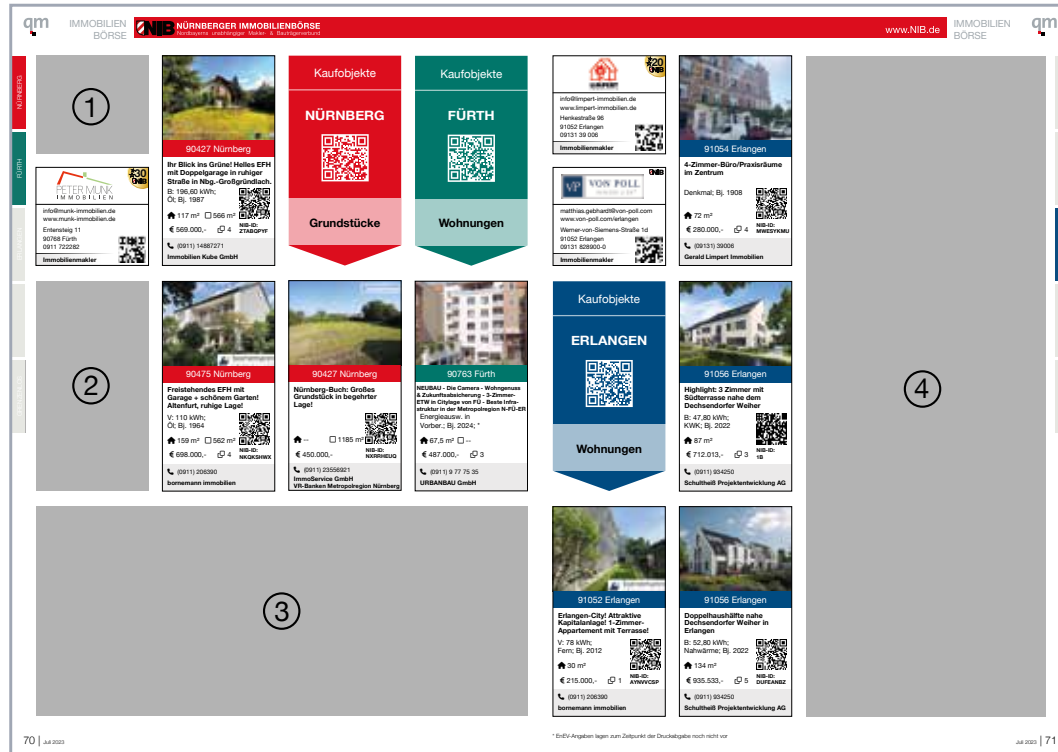 qm
IMMOBILIEN
BÖRSE
NIB
NÜRNBERGER IMMOBILIENBÖRSE
Nordbayerns unabhängiger Makler- & Bauträgerverbund
www.NIB.de
IMMOBILIEN
BÖRSE
qm
NÜRNBERG
FÜRTH
1
#30
NIB
PETER MUNK
IMMOBILIEN
info@munk-immobilien.de
www.munk-immobilien.de
Entersteig 11
90768 Fürth
0911 722282
Immobilienmakler
90427 Nürnberg
Ihr Blick ins Grüne! Helles EFH
mit Doppelgarage in ruhiger
Straße in Nbg.-Großgründlach.
B: 196,60 kWh;
Öl; Bj. 1987
117 m² 566 m²
€ 569.000,- 4
NIB-ID:
ZTABQPYF
(0911) 14887271
Immobilien Kube GmbH
Kaufobjekte
NÜRNBERG
Grundstücke
Kaufobjekte
FÜRTH
Wohnungen
2
90475 Nürnberg
Freistehendes EFH mit
Garage + schönem Garten!
Altenfurt, ruhige Lage!
V: 110 kWh;
Öl; Bj. 1964
159 m² 562 m²
€ 698.000,- 4
NIB-ID:
NKQKSHWX
(0911) 206390
bornemann immobilien
90427 Nürnberg
Nürnberg-Buch: Großes
Grundstück in begehrter
Lage!
-- 1185 m²
€ 450.000,-
NIB-ID:
NXRRHEUQ
(0911) 23556921
ImmoService GmbH
VR-Banken Metropolregion Nürnberg
90763 Fürth
NEUBAU - Die Camera - Wohngenuss
& Zukunftsabsicherung - 3-Zimmer-
ETW in Citylage von FÜ - Beste Infra-
struktur in der Metropolregion N-FÜ-ER
Energieausw. in
Vorber.; Bj. 2024; *
67,5 m² --
€ 487.000,- 3
(0911) 9 77 75 35
URBANBAU GmbH
3
70 | Juli 2023
#20
NIB
LIMPERT
info@limpert-immobilien.de
www.limpert-immobilien.de
Henkestraße 96
91052 Erlangen
09131 39 006
Immobilienmakler
NIB
VP
VON POLL
matthias.gebhardt@von-poll.com
www.von-poll.com/erlangen
Werner-von-Siemens-Straße 1d
91052 Erlangen
09131 828900-0
Immobilienmakler
91054 Erlangen
4-Zimmer-Büro/Praxisräume
im Zentrum
Denkmal; Bj. 1908
72 m²
€ 280.000,- 4
NIB-ID:
MWESYKMU
(09131) 39006
Gerald Limpert Immobilien
Kaufobjekte
ERLANGEN
Wohnungen
91056 Erlangen
Highlight: 3 Zimmer mit
Südterrasse nahe dem
Dechsendorfer Weiher
B: 47,80 kWh;
KWK; Bj. 2022
87 m²
€ 712.013,- 3
NIB-ID:
1B
(0911) 934250
Schultheiß Projektentwicklung AG
91052 Erlangen
Erlangen-City! Attraktive
Kapitalanlage! 1-Zimmer-
Appartement mit Terrasse!
V: 78 kWh;
Fern; Bj. 2012
30 m²
€ 215.000,- 1
NIB-ID:
AYNVVCSP
(0911) 206390
bornemann immobilien
91056 Erlangen
Doppelhaushälfte nahe
Dechsendorfer Weiher in
Erlangen
B: 52,80 kWh;
Nahwärme; Bj. 2022
134 m²
€ 935.533,- 5
NIB-ID:
DUFEANBZ
(0911) 934250
Schultheiß Projektentwicklung AG
4
* EnEV-Angaben lagen zum Zeitpunkt der Druckabgabe noch nicht vor
Juli 2023 | 71